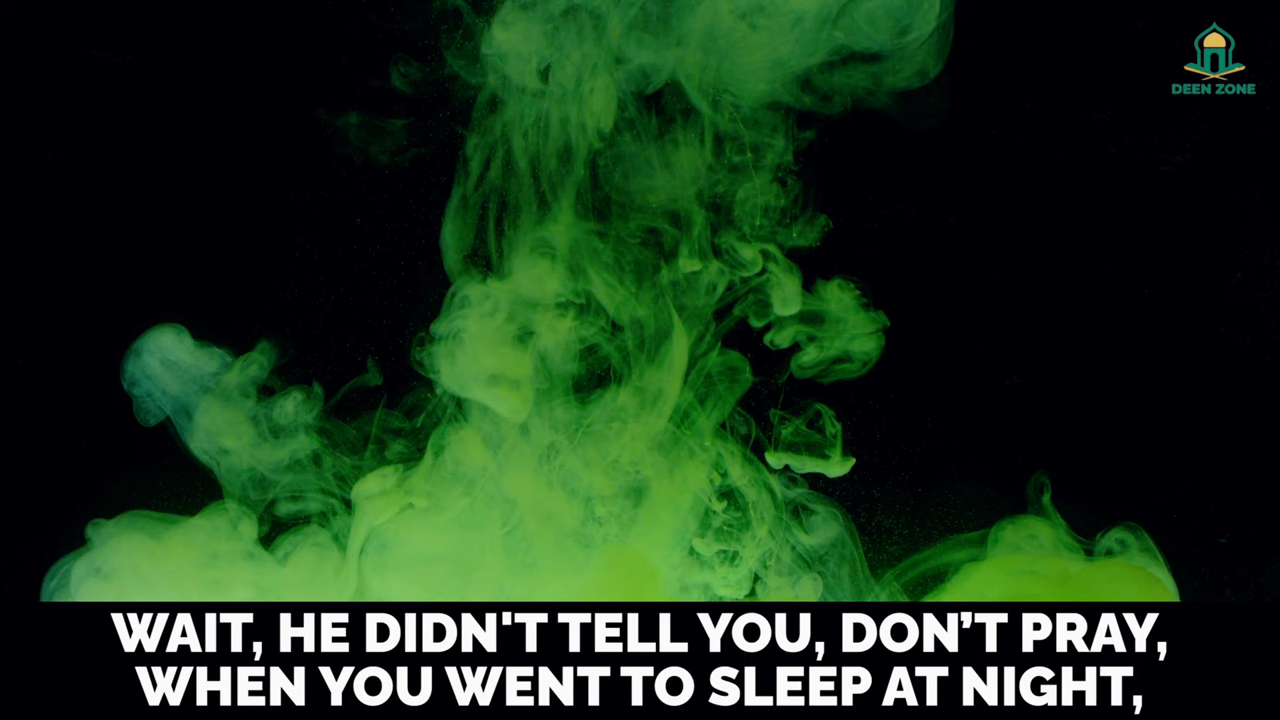 DEEN ZONE
WAIT, HE DIDN'T TELL YOU, DON’T PRAY,
WHEN YOU WENT TO SLEEP AT NIGHT,